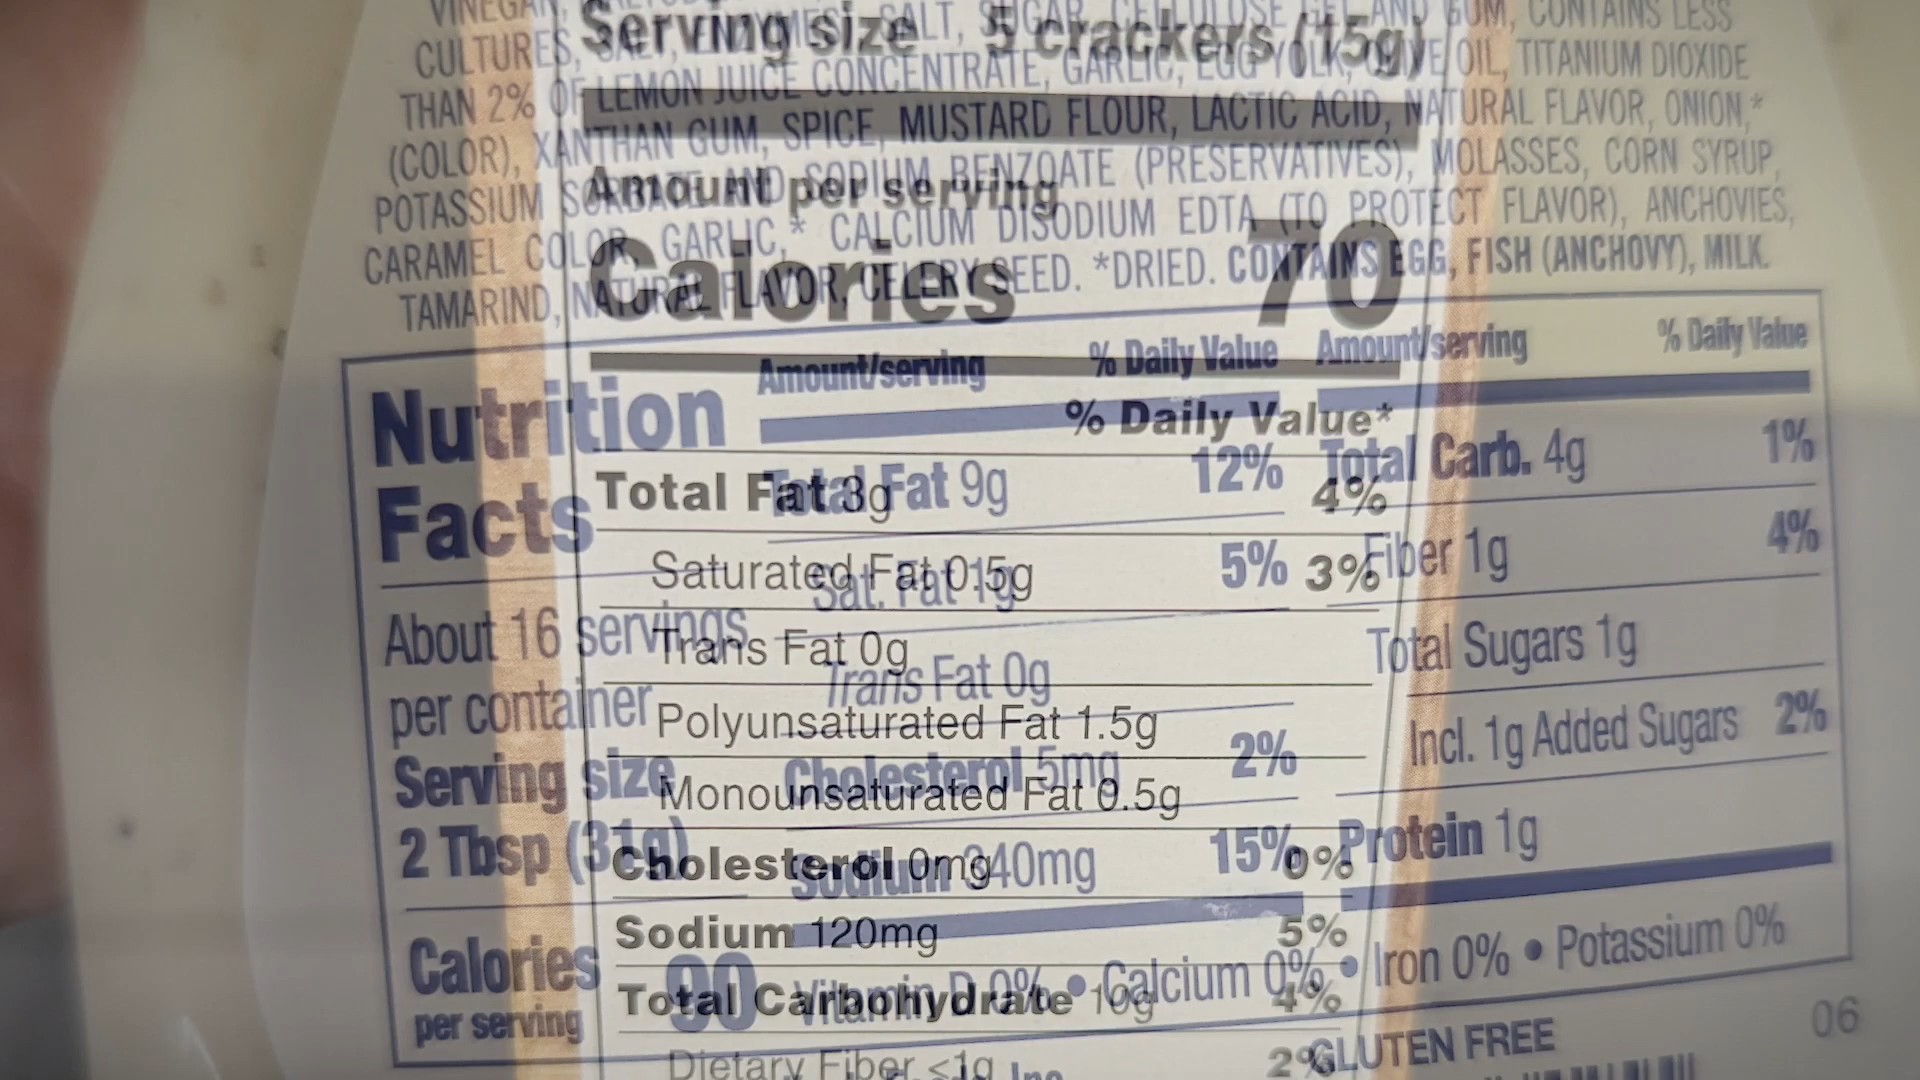 VINEGAR,
SALT, SUGAR, CELLULOSE GEL AND GUM, CONTAINS LESS
CULTURES, SALT, ENZYMES
THAN 2% OF LEMON JUICE CONCENTRATE, GARLIC, EGG YOLK, OLIVE OIL, TITANIUM DIOXIDE
(COLOR), XANTHAN GUM, SPICE, MUSTARD FLOUR, LACTIC ACID, NATURAL FLAVOR, ONION,*
POTASSIUM SORBATE AND SODIUM BENZOATE (PRESERVATIVES), MOLASSES, CORN SYRUP,
CARAMEL COLOR, GARLIC,* CALCIUM DISODIUM EDTA (TO PROTECT FLAVOR), ANCHOVIES,
TAMARIND, NATURAL FLAVOR, CELERY SEED. *DRIED. CONTAINS EGG, FISH (ANCHOVY), MILK.
Nutrition
Facts
About 16 servings
per container
Serving size
2 Tbsp (31g)
Calories 90
per serving
Amount/serving % Daily Value
Total Fat 9g 12%
Sat. Fat 1g 5%
Trans Fat 0g
Cholesterol 5mg 2%
Sodium 340mg 15%
Amount/serving % Daily Value
Total Carb. 4g 1%
Fiber 1g 4%
Total Sugars 1g
Incl. 1g Added Sugars 2%
Protein 1g
Vitamin D 0% • Calcium 0% • Iron 0% • Potassium 0%
GLUTEN FREE
06
Serving size 5 crackers (15g)
Amount per serving
Calories 70
% Daily Value*
Total Fat 3g 4%
Saturated Fat 0.5g 3%
Trans Fat 0g
Polyunsaturated Fat 1.5g
Monounsaturated Fat 0.5g
Cholesterol 0mg 0%
Sodium 120mg 5%
Total Carbohydrate 10g 4%
Dietary Fiber <1g 2%